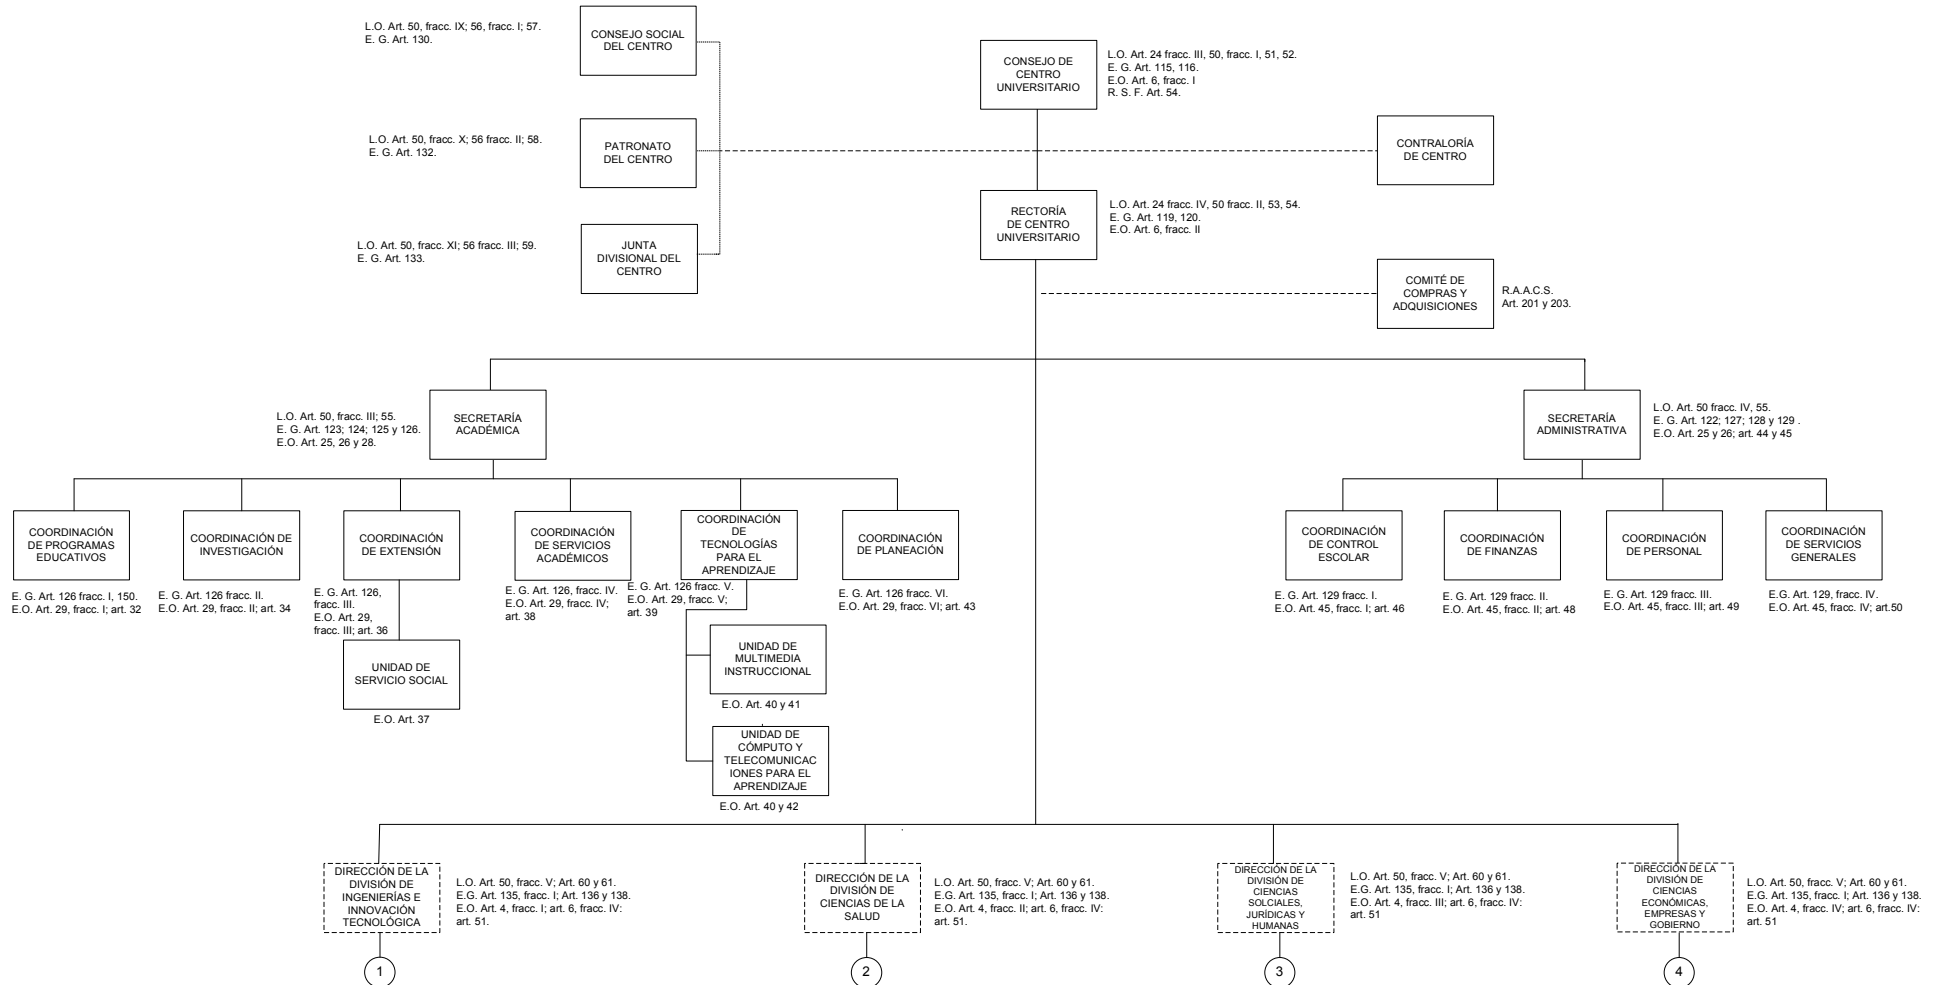 L.O. Art. 50, fracc. IX; 56, fracc. I; 57.
E. G. Art. 130.
CONSEJO SOCIAL
DEL CENTRO
CONSEJO DE
CENTRO
UNIVERSITARIO
L.O. Art. 24 fracc. III, 50, fracc. I, 51, 52.
E. G. Art. 115, 116.
E.O. Art. 6, fracc. I
R. S. F. Art. 54.
L.O. Art. 50, fracc. X; 56 fracc. II; 58.
E. G. Art. 132.
PATRONATO
DEL CENTRO
CONTRALORÍA
DE CENTRO
RECTORÍA
DE CENTRO
UNIVERSITARIO
L.O. Art. 24 fracc. IV, 50 fracc. II, 53, 54.
E. G. Art. 119, 120.
E.O. Art. 6, fracc. II
L.O. Art. 50, fracc. XI; 56 fracc. III; 59.
E. G. Art. 133.
JUNTA
DIVISIONAL DEL
CENTRO
COMITÉ DE
COMPRAS Y
ADQUISICIONES
R.A.A.C.S.
Art. 201 y 203.
L.O. Art. 50, fracc. III; 55.
E. G. Art. 123; 124; 125 y 126.
E.O. Art. 25, 26 y 28.
SECRETARÍA
ACADÉMICA
SECRETARÍA
ADMINISTRATIVA
L.O. Art. 50 fracc. IV, 55.
E. G. Art. 122; 127; 128 y 129 .
E.O. Art. 25 y 26; art. 44 y 45
COORDINACIÓN
DE PROGRAMAS
EDUCATIVOS
E. G. Art. 126 fracc. I, 150.
E.O. Art. 29, fracc. I; art. 32
COORDINACIÓN DE
INVESTIGACIÓN
E. G. Art. 126 fracc. II.
E.O. Art. 29, fracc. II; art. 34
COORDINACIÓN
DE EXTENSIÓN
E. G. Art. 126,
fracc. III.
E.O. Art. 29,
fracc. III; art. 36
COORDINACIÓN
DE SERVICIOS
ACADÉMICOS
E. G. Art. 126, fracc. IV.
E.O. Art. 29, fracc. IV;
art. 38
COORDINACIÓN
DE
TECNOLOGÍAS
PARA EL
APRENDIZAJE
E. G. Art. 126 fracc. V.
E.O. Art. 29, fracc. V;
art. 39
COORDINACIÓN
DE PLANEACIÓN
E. G. Art. 126 fracc. VI.
E.O. Art. 29, fracc. VI; art. 43
COORDINACIÓN
DE CONTROL
ESCOLAR
E. G. Art. 129 fracc. I.
E.O. Art. 45, fracc. I; art. 46
COORDINACIÓN
DE FINANZAS
E. G. Art. 129 fracc. II.
E.O. Art. 45, fracc. II; art. 48
COORDINACIÓN
DE PERSONAL
E. G. Art. 129 fracc. III.
E.O. Art. 45, fracc. III; art. 49
COORDINACIÓN
DE SERVICIOS
GENERALES
E.G. Art. 129, fracc. IV.
E.O. Art. 45, fracc. IV; art.50
UNIDAD DE
SERVICIO SOCIAL
E.O. Art. 37
UNIDAD DE
MULTIMEDIA
INSTRUCCIONAL
E.O. Art. 40 y 41
UNIDAD DE
CÓMPUTO Y
TELECOMUNICAC
IONES PARA EL
APRENDIZAJE
E.O. Art. 40 y 42
DIRECCIÓN DE LA
DIVISIÓN DE
INGENIERÍAS E
INNOVACIÓN
TECNOLÓGICA
L.O. Art. 50, fracc. V; Art. 60 y 61.
E.G. Art. 135, fracc. I; Art. 136 y 138.
E.O. Art. 4, fracc. I; art. 6, fracc. IV:
art. 51.
DIRECCIÓN DE LA
DIVISIÓN DE
CIENCIAS DE LA
SALUD
L.O. Art. 50, fracc. V; Art. 60 y 61.
E.G. Art. 135, fracc. I; Art. 136 y 138.
E.O. Art. 4, fracc. II; art. 6, fracc. IV:
art. 51.
DIRECCIÓN DE LA
DIVISIÓN DE
CIENCIAS
SOLCIALES,
JURÍDICAS Y
HUMANAS
L.O. Art. 50, fracc. V; Art. 60 y 61.
E.G. Art. 135, fracc. I; Art. 136 y 138.
E.O. Art. 4, fracc. III; art. 6, fracc. IV:
art. 51
DIRECCIÓN DE LA
DIVISIÓN DE
CIENCIAS
ECONÓMICAS,
EMPRESAS Y
GOBIERNO
L.O. Art. 50, fracc. V; Art. 60 y 61.
E.G. Art. 135, fracc. I; Art. 136 y 138.
E.O. Art. 4, fracc. IV; art. 6, fracc. IV:
art. 51
1
2
3
4